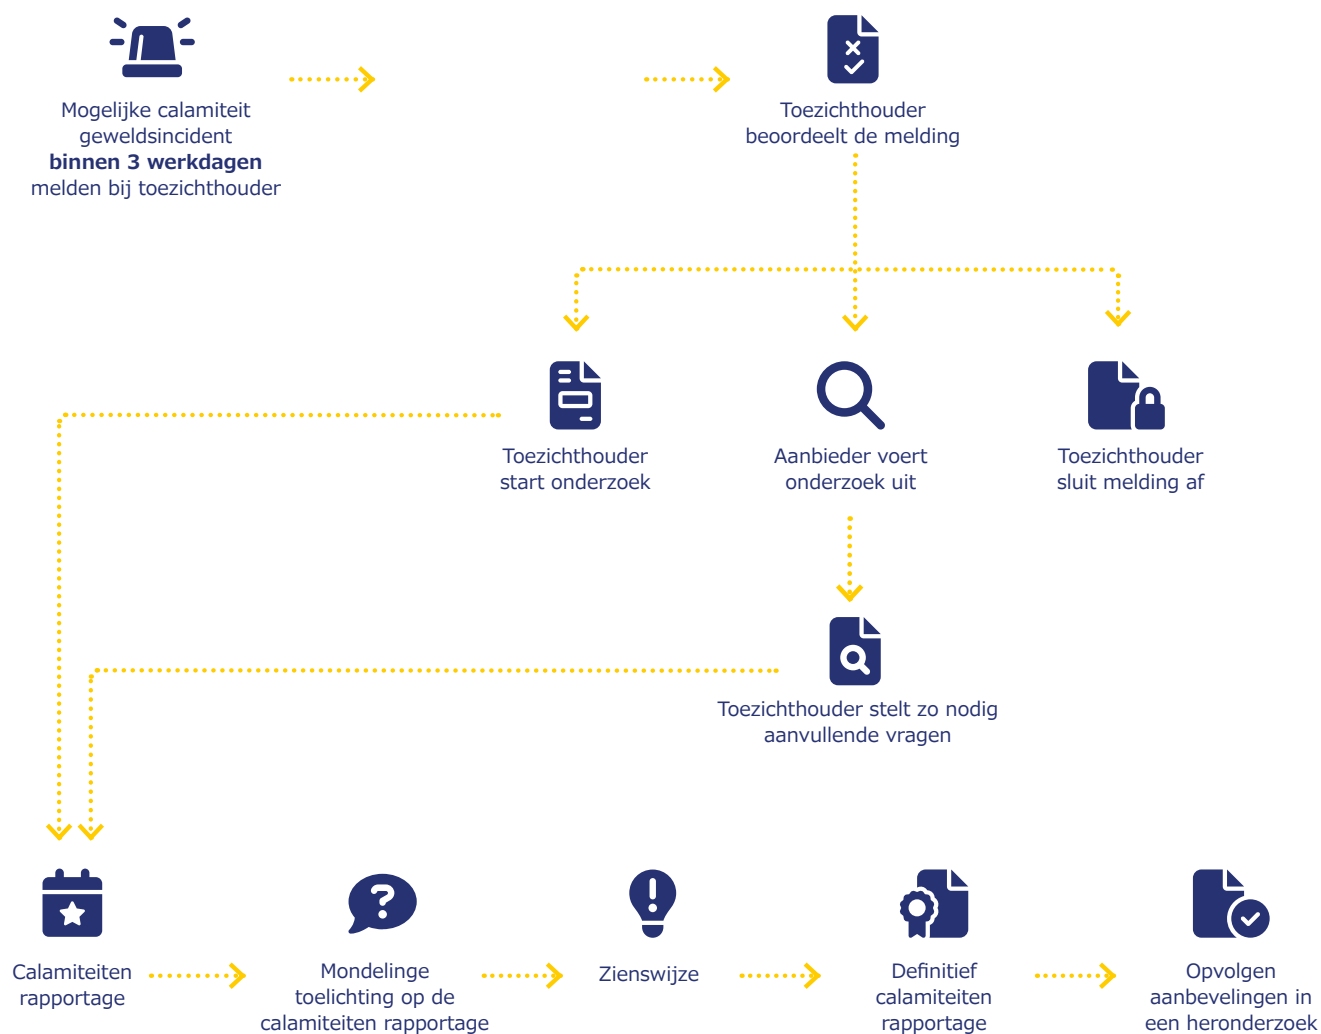 Mogelijke calamiteit
geweldsincident
binnen 3 werkdagen
melden bij toezichthouder
Toezichthouder
beoordeelt de melding
Toezichthouder
start onderzoek
Aanbieder voert
onderzoek uit
Toezichthouder
sluit melding af
Toezichthouder stelt zo nodig
aanvullende vragen
Calamiteiten
rapportage
Mondelinge
toelichting op de
calamiteiten rapportage
Zienswijze
Definitief
calamiteiten
rapportage
Opvolgen
aanbevelingen in
een heronderzoek